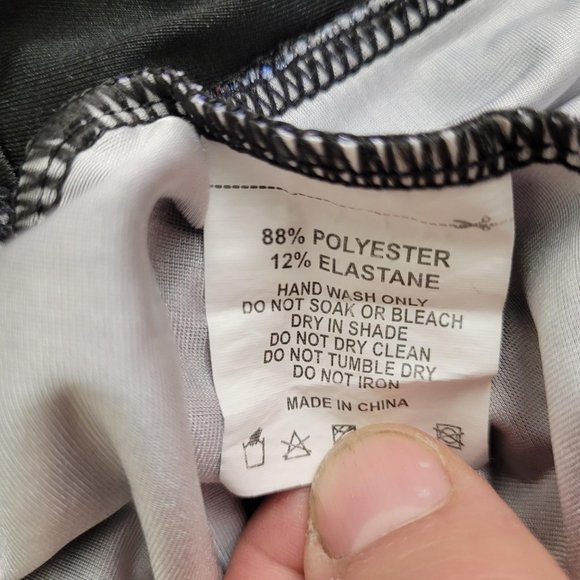 88% POLYESTER
12% ELASTANE
HAND WASH ONLY
DO NOT SOAK OR BLEACH
DRY IN SHADE
DO NOT DRY CLEAN
DO NOT TUMBLE DRY
DO NOT IRON
MADE IN CHINA